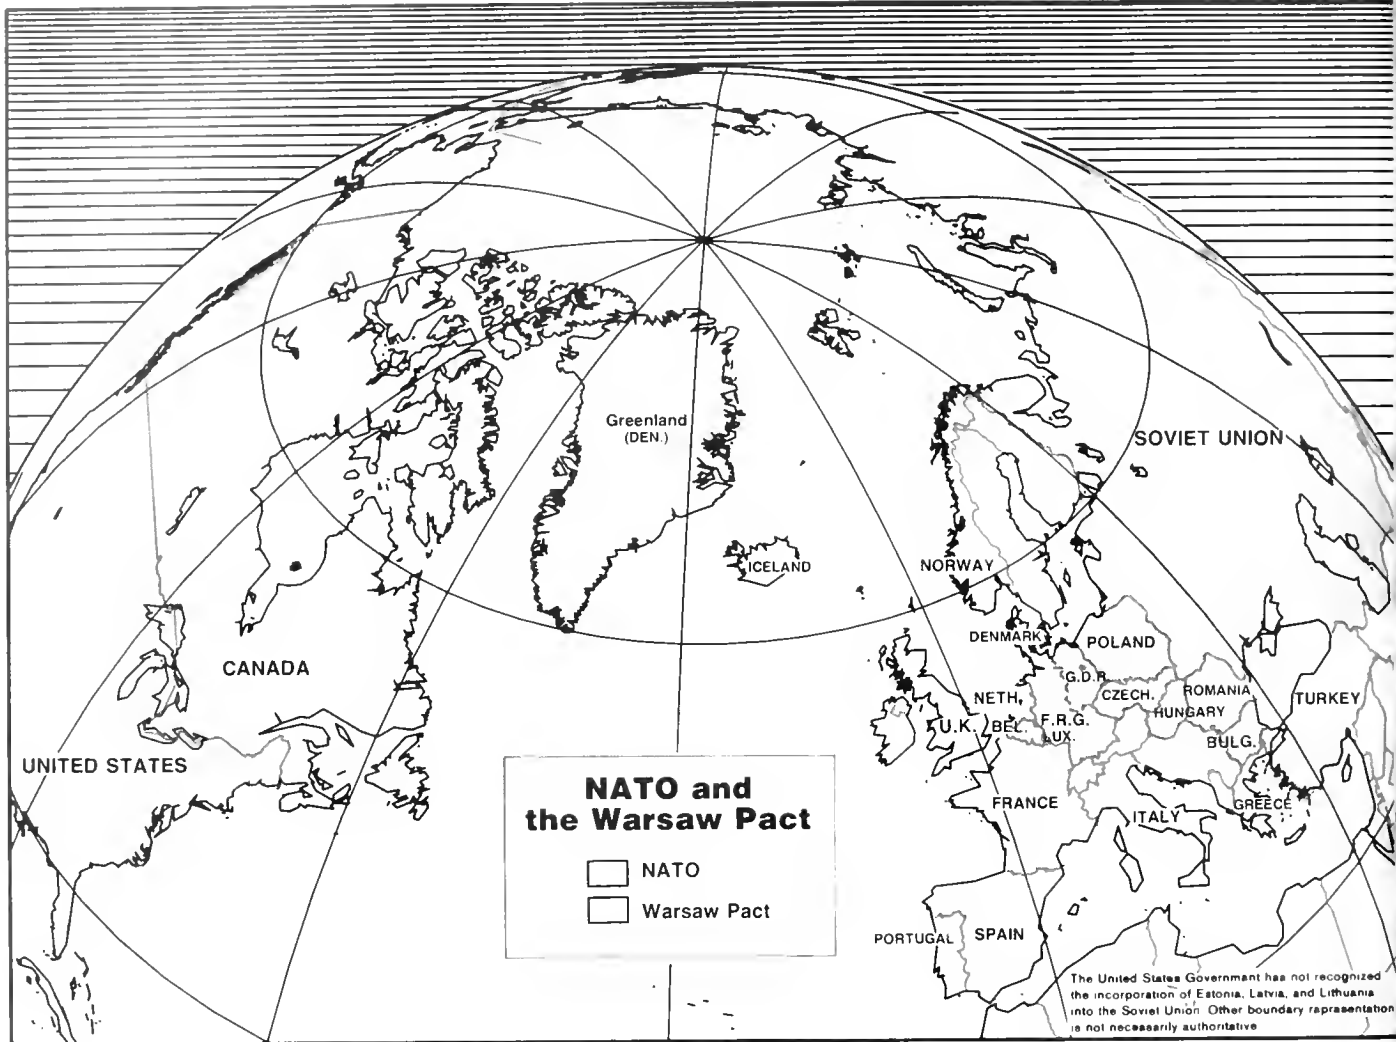 Greenland
(DEN.)
SOVIET UNION
ICELAND
NORWAY
DENMARK
POLAND
CANADA
G.D.R.
CZECH.
ROMANIA
NETH.
TURKEY
HUNGARY
U.K.
BEL.
F.R.G.
LUX.
BULG.
UNITED STATES
FRANCE
GREECE
ITALY
NATO and
the Warsaw Pact
NATO
Warsaw Pact
PORTUGAL
SPAIN
The United States Governmant has not recognized
the incorporation of Estonia, Latvia, and Lithuania
into the Soviet Union. Other boundary raprasentation
is not necessarily authoritative